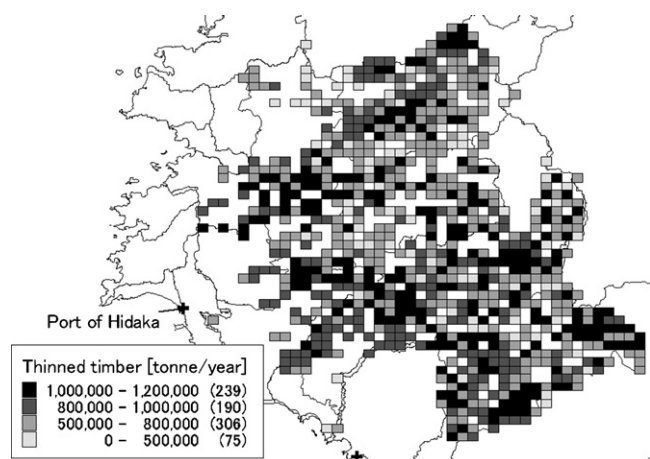 Port of Hidaka
Thinned timber [tonne/year]
1,000,000 - 1,200,000 (239)
800,000 - 1,000,000 (190)
500,000 - 800,000 (306)
0 - 500,000 (75)